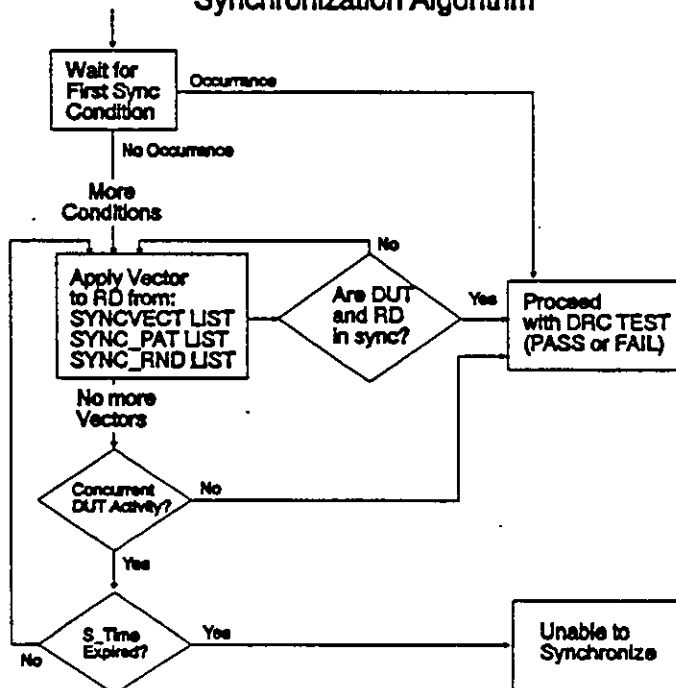 Synchronization Algorithm
Wait for
First Sync
Condition
Occurrence
No Occurrence
More
Conditions
Apply Vector
to RD from:
SYNCVECT LIST
SYNC_PAT LIST
SYNC_RND LIST
No
Are DUT
and RD
in sync?
Yes
Proceed
with DRC TEST
(PASS or FAIL)
No more
Vectors
Concurrent
DUT Activity?
No
Yes
S_Time
Expired?
No
Yes
Unable to
Synchronize